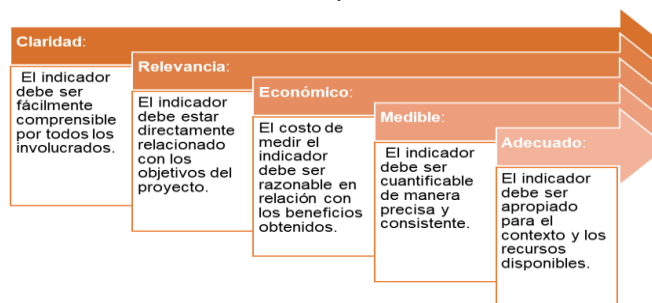 Claridad:
El indicador
debe ser
fácilmente
comprensible
por todos los
involucrados.
Relevancia:
El indicador
debe estar
directamente
relacionado
con los
objetivos del
proyecto.
Económico:
El costo de
medir el
indicador
debe ser
razonable en
relación con
los beneficios
obtenidos.
Medible:
El indicador
debe ser
cuantificable
de manera
precisa y
consistente.
Adecuado:
El indicador
debe ser
apropiado
para el
contexto y los
recursos
disponibles.